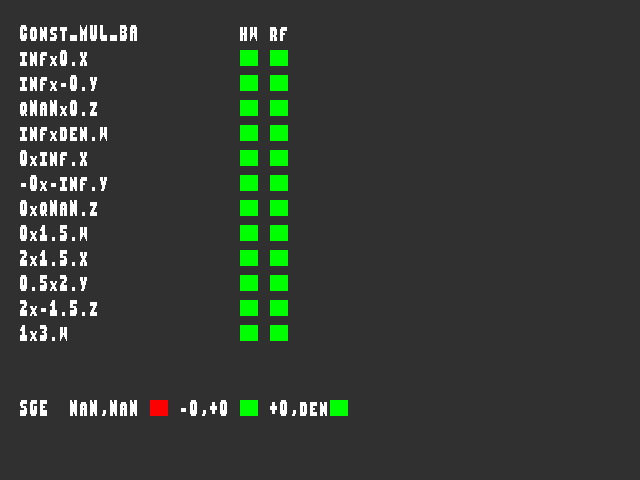 Const_MUL_BA HW RF
INFx0.X
INFx-0.Y
QNANx0.Z
INFxDEN.W
0xINF.X
-0x-INF.Y
0xQNAN.Z
0x1.5.W
2x1.5.X
0.5x2.Y
2x-1.5.Z
1x3.W
SGE NaN,NaN -0,+0 +0,DEN